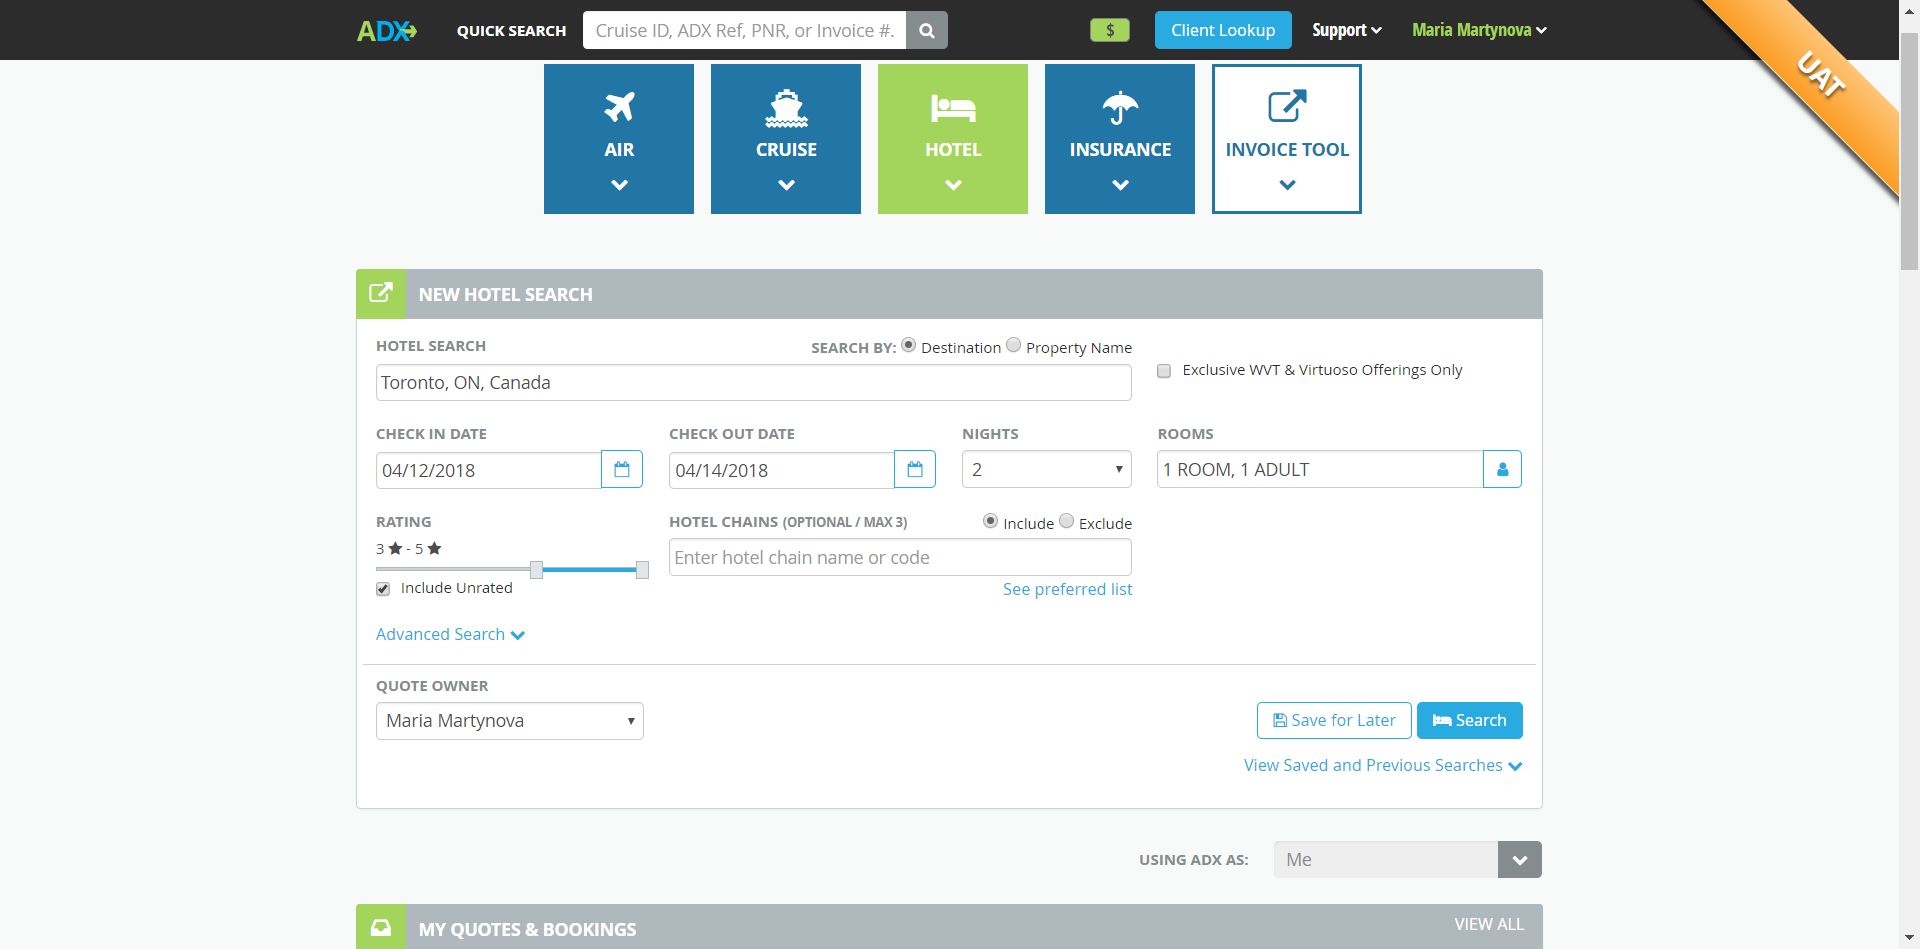 ADX
QUICK SEARCH
Cruise ID, ADX Ref, PNR, or Invoice #.
$
Client Lookup
Support
Maria Martynova
UAT
AIR
CRUISE
HOTEL
INSURANCE
INVOICE TOOL
NEW HOTEL SEARCH
HOTEL SEARCH
SEARCH BY: Destination Property Name
Toronto, ON, Canada
Exclusive WVT & Virtuoso Offerings Only
CHECK IN DATE
CHECK OUT DATE
NIGHTS
ROOMS
04/12/2018
04/14/2018
2
1 ROOM, 1 ADULT
RATING
HOTEL CHAINS (OPTIONAL / MAX 3)
Include Exclude
3 ★ - 5 ★
Enter hotel chain name or code
Include Unrated
See preferred list
Advanced Search
QUOTE OWNER
Maria Martynova
Save for Later
Search
View Saved and Previous Searches
USING ADX AS:
Me
MY QUOTES & BOOKINGS
VIEW ALL